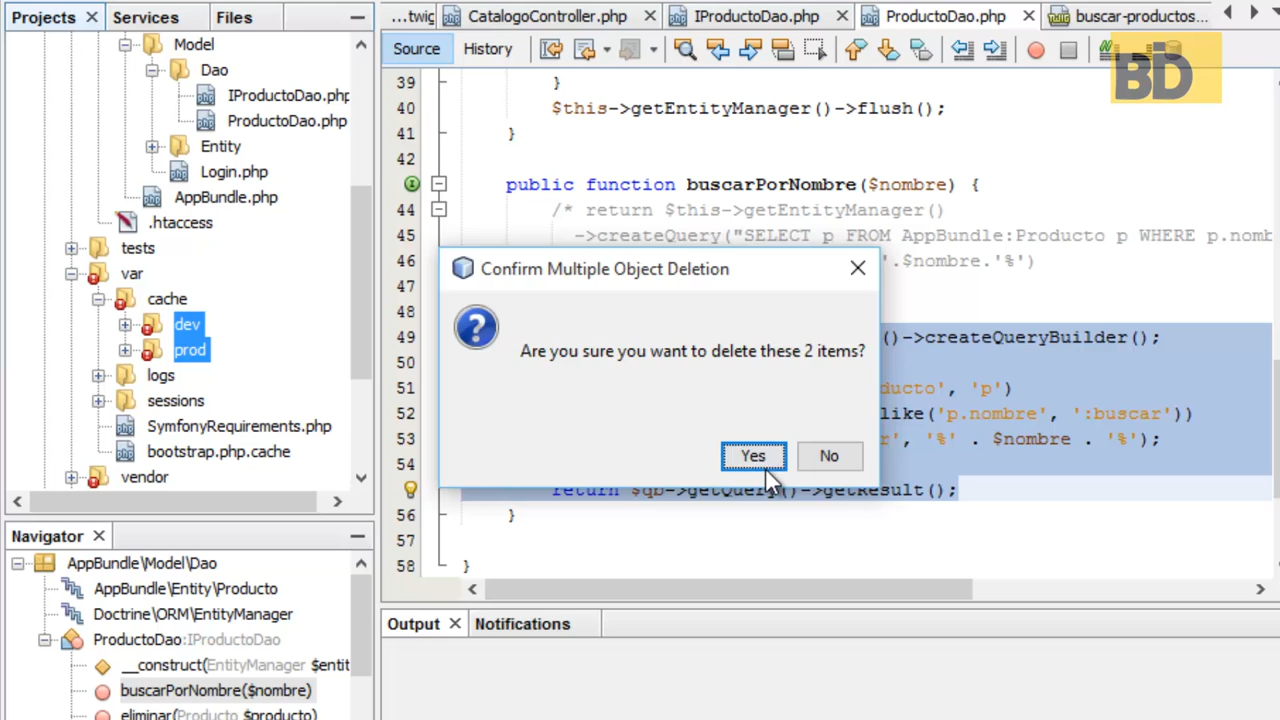 Projects
Services
Files
...twig
CatalogoController.php
IProductoDao.php
ProductoDao.php
buscar-productos...
Source
History
BD
Model
Dao
IProductoDao.php
ProductoDao.php
Entity
Login.php
AppBundle.php
.htaccess
tests
var
cache
dev
prod
logs
sessions
SymfonyRequirements.php
bootstrap.php.cache
vendor
39 }
40 $this->getEntityManager()->flush();
41 }
42
public function buscarPorNombre($nombre) {
44 /* return $this->getEntityManager()
45 ->createQuery("SELECT p FROM AppBundle:Producto p WHERE p.nomb
46 '.$nombre.'%')
47
48
49 ()->createQueryBuilder();
50
51 ducto', 'p')
52 like('p.nombre', ':buscar'))
53 r', '%' . $nombre . '%');
54
return $qb->getQuery()->getResult();
56 }
57
58 }
Confirm Multiple Object Deletion
Are you sure you want to delete these 2 items?
Yes
No
Navigator
AppBundle\Model\Dao
AppBundle\Entity\Producto
Doctrine\ORM\EntityManager
ProductoDao:IProductoDao
__construct(EntityManager $entit
buscarPorNombre($nombre)
eliminar(Producto $producto)
Output
Notifications